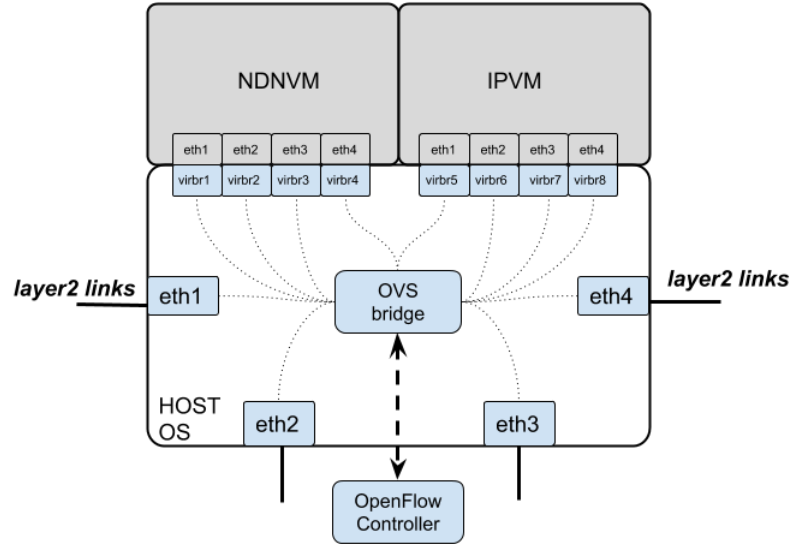 NDNVM
IPVM
eth1 eth2 eth3 eth4
eth1 eth2 eth3 eth4
virbr1 virbr2 virbr3 virbr4
virbr5 virbr6 virbr7 virbr8
layer2 links
eth1
OVS
bridge
eth4
layer2 links
HOST
OS
eth2
eth3
OpenFlow
Controller